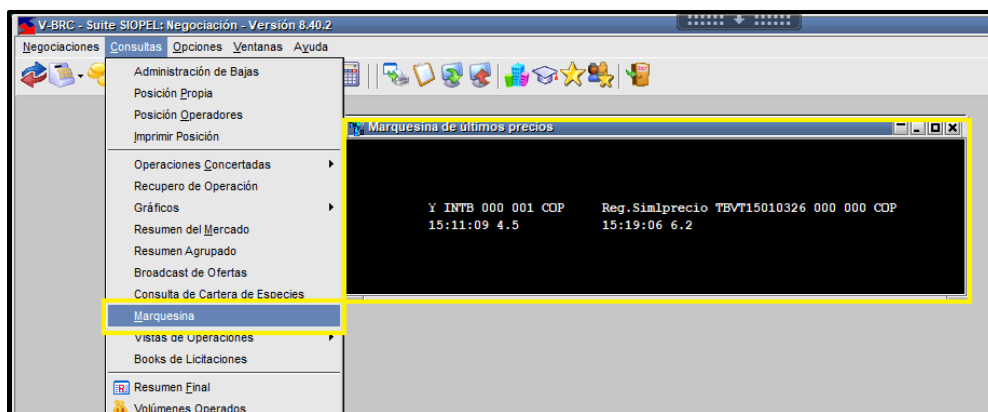 V-BRC - Suite SIOPEL: Negociación - Versión 8.40.2
Negociaciones Consultas Opciones Ventanas Ayuda
Administración de Bajas
Posición Propia
Posición Operadores
Imprimir Posición
Operaciones Concertadas
Recupero de Operación
Gráficos
Resumen del Mercado
Resumen Agrupado
Broadcast de Ofertas
Consulta de Cartera de Especies
Marquesina
Vistas de Operaciones
Books de Licitaciones
Resumen Final
Volúmenes Operados
Marquesina de últimos precios
Y INTB 000 001 COP Reg.Simlprecio TBVT15010326 000 000 COP
15:11:09 4.5 15:19:06 6.2